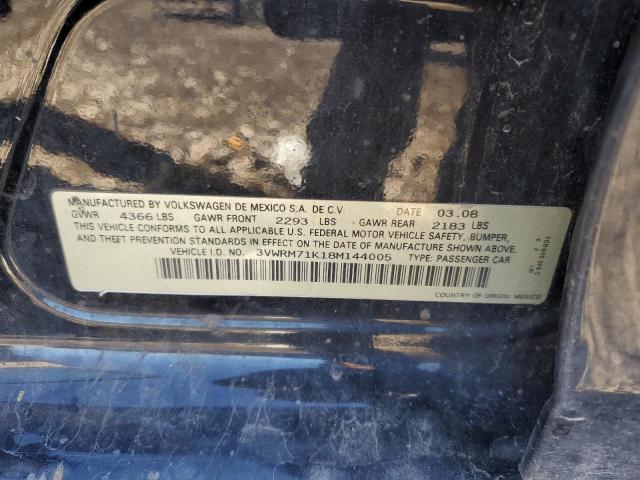 MANUFACTURED BY VOLKSWAGEN DE MEXICO S.A. DE C.V. DATE 03.08
GVWR 4366 LBS GAWR FRONT 2293 LBS GAWR REAR 2183 LBS
THIS VEHICLE CONFORMS TO ALL APPLICABLE U.S. FEDERAL MOTOR VEHICLE SAFETY, BUMPER,
AND THEFT PREVENTION STANDARDS IN EFFECT ON THE DATE OF MANUFACTURE SHOWN ABOVE.
VEHICLE I.D. NO. 3VWRM71K18M144005 TYPE: PASSENGER CAR
COUNTRY OF ORIGIN: MEXICO